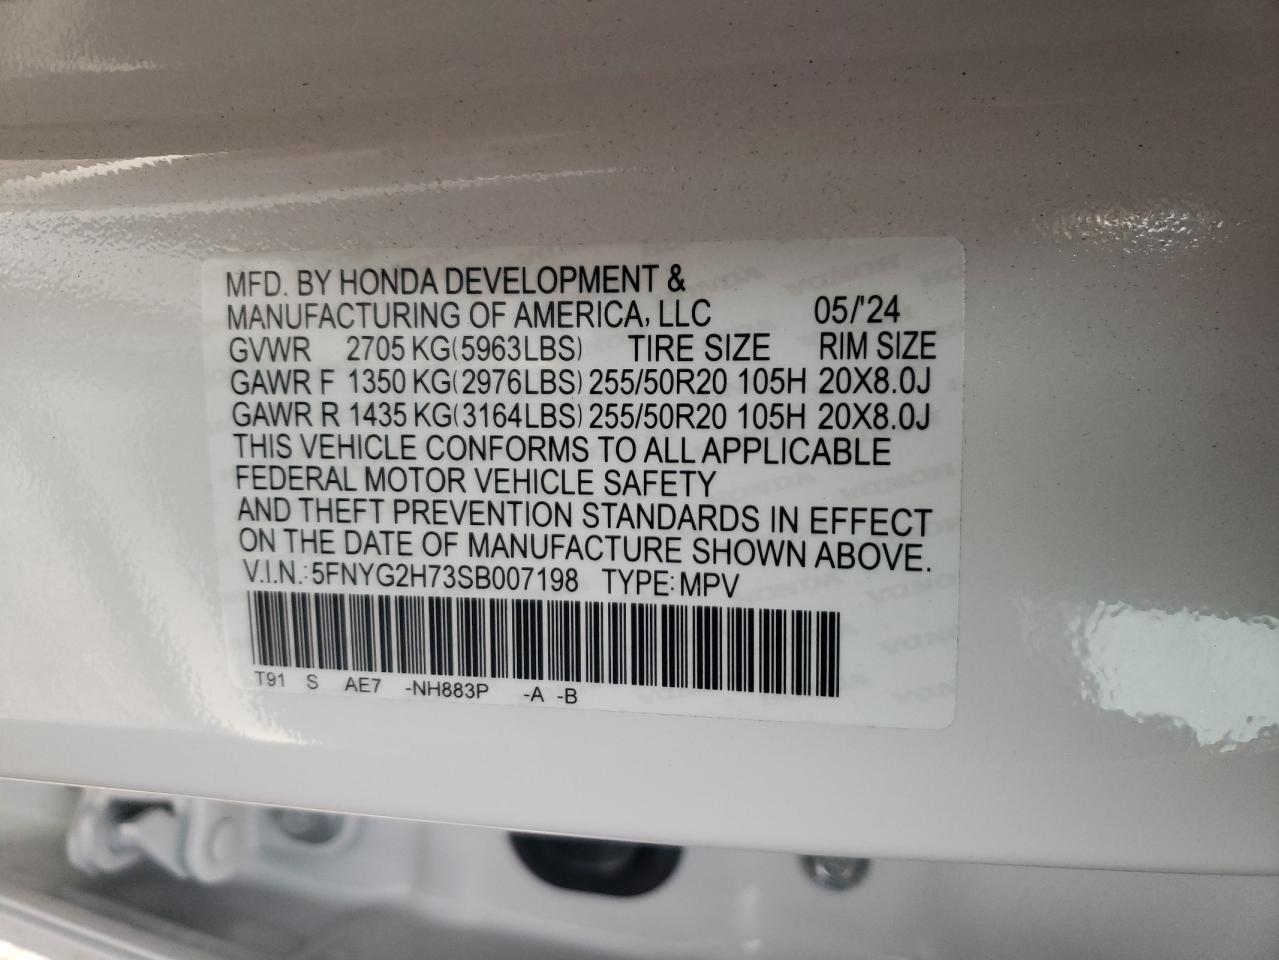 MFD. BY HONDA DEVELOPMENT &
MANUFACTURING OF AMERICA, LLC 05/'24
GVWR 2705 KG(5963LBS) TIRE SIZE RIM SIZE
GAWR F 1350 KG(2976LBS) 255/50R20 105H 20X8.0J
GAWR R 1435 KG(3164LBS) 255/50R20 105H 20X8.0J
THIS VEHICLE CONFORMS TO ALL APPLICABLE
FEDERAL MOTOR VEHICLE SAFETY
AND THEFT PREVENTION STANDARDS IN EFFECT
ON THE DATE OF MANUFACTURE SHOWN ABOVE.
V.I.N.: 5FNYG2H73SB007198 TYPE: MPV
T91 S AE7 -NH883P -A -B